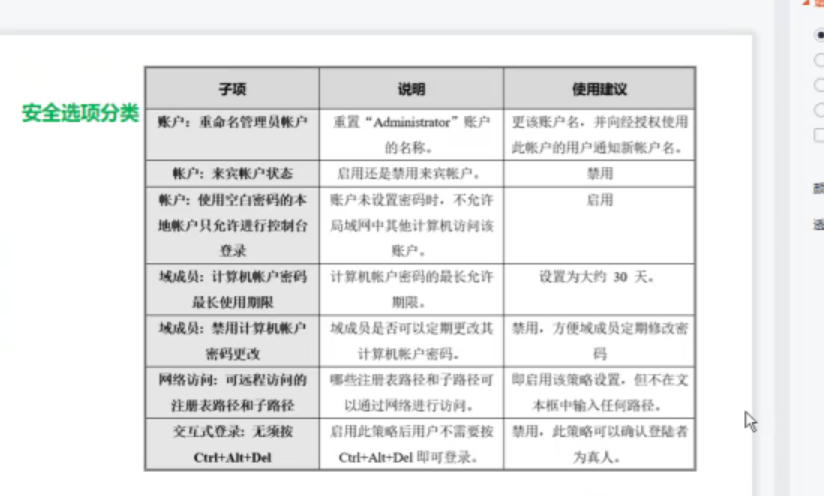 安全选项分类
子项 说明 使用建议
账户：重命名管理员帐户 重置“Administrator”账户 更该账户名，并向经授权使用
的名称。 此帐户的用户通知新帐户名。
帐户：来宾帐户状态 启用还是禁用来宾帐户。 禁用
帐户：使用空白密码的本 账户未设置密码时，不允许 启用
地帐户只允许进行控制台 局域网中其他计算机访问该
登录 账户。
域成员：计算机帐户密码 计算机帐户密码的最长允许 设置为大约 30 天。
最长使用期限 期限。
域成员：禁用计算机帐户 域成员是否可以定期更改其 禁用，方便域成员定期修改密
密码更改 计算机帐户密码。 码
网络访问：可远程访问的 哪些注册表路径和子路径可 即启用该策略设置，但不在文
注册表路径和子路径 以通过网络进行访问。 本框中输入任何路径。
交互式登录：无须按 启用此策略后用户不需要按 禁用，此策略可以确认登陆者
Ctrl+Alt+Del Ctrl+Alt+Del 即可登录。 为真人。